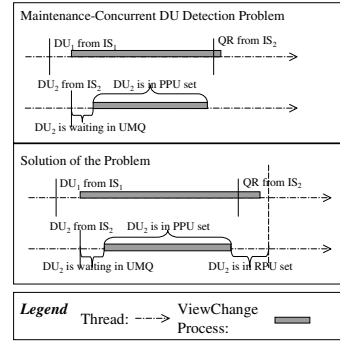 Maintenance-Concurrent DU Detection Problem
DU1 from IS1
QR from IS2
DU2 from IS2
DU2 is in PPU set
DU2 is waiting in UMQ
Solution of the Problem
DU1 from IS1
QR from IS2
DU2 from IS2
DU2 is in PPU set
DU2 is waiting in UMQ
DU2 is in RPU set
Legend
Thread:
ViewChange
Process: